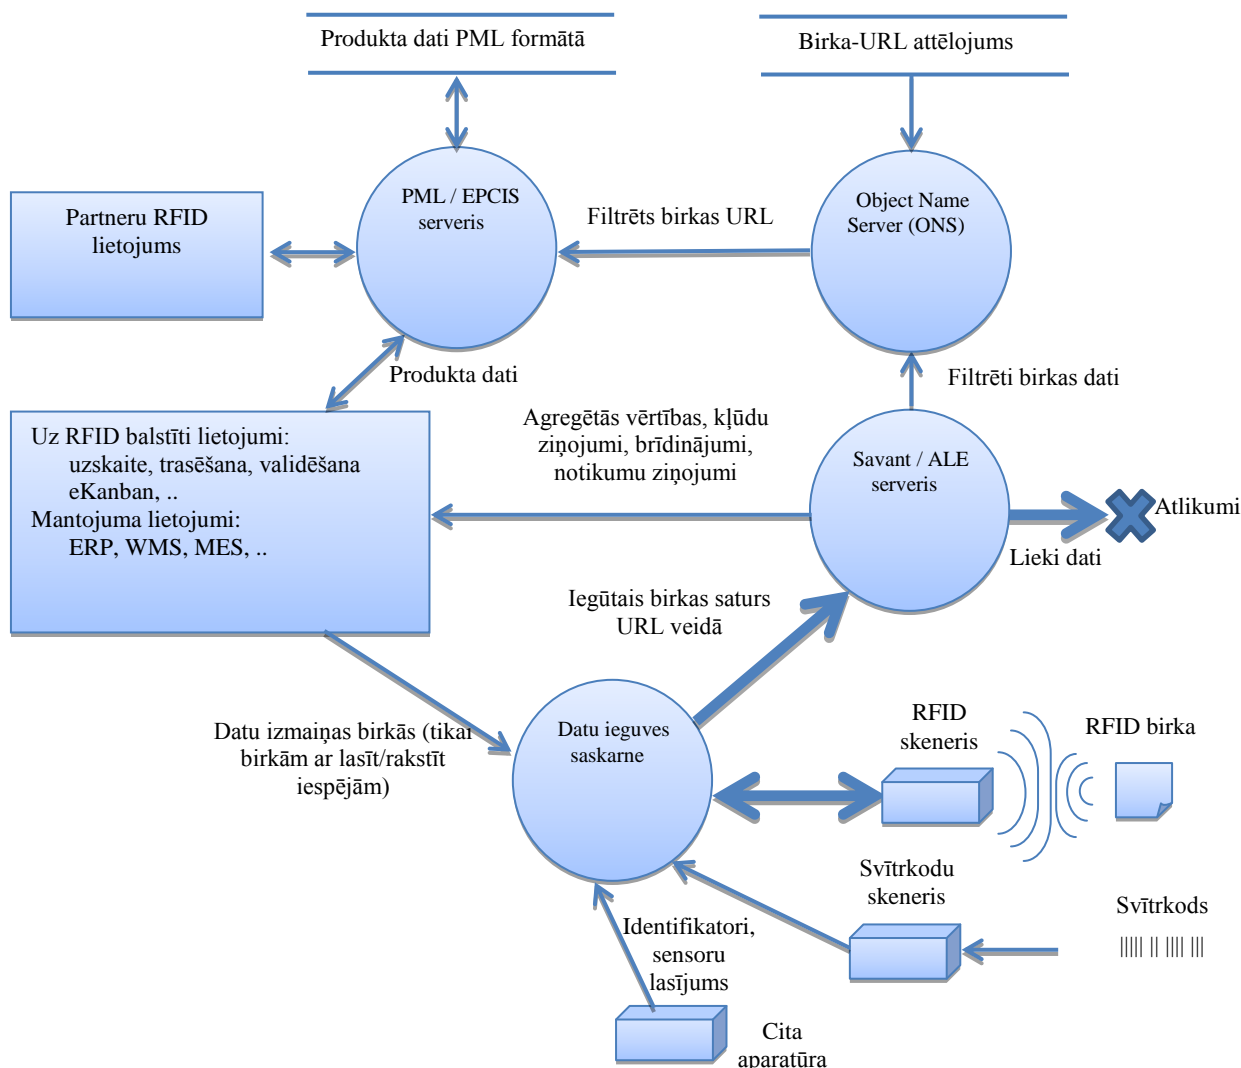 Produkta dati PML formātā
Birka-URL attēlojums
PML / EPCIS
serveris
Object Name
Server (ONS)
Partneru RFID
lietojums
Filtrēts birkas URL
Produkta dati
Filtrēti birkas dati
Uz RFID balstīti lietojumi:
uzskaite, trasēšana, validēšana
eKanban, ..
Mantojuma lietojumi:
ERP, WMS, MES, ..
Agregētās vērtības, kļūdu
ziņojumi, brīdinājumi,
notikumu ziņojumi
Savant / ALE
serveris
Atlikumi
Lieki dati
Iegūtais birkas saturs
URL veidā
Datu izmaiņas birkās (tikai
birkām ar lasīt/rakstīt
iespējām)
Datu ieguves
saskarne
RFID
skeneris
RFID birka
Svītrkodu
skeneris
Svītrkods
Identifikatori,
sensoru
lasījums
Cita
aparatūra